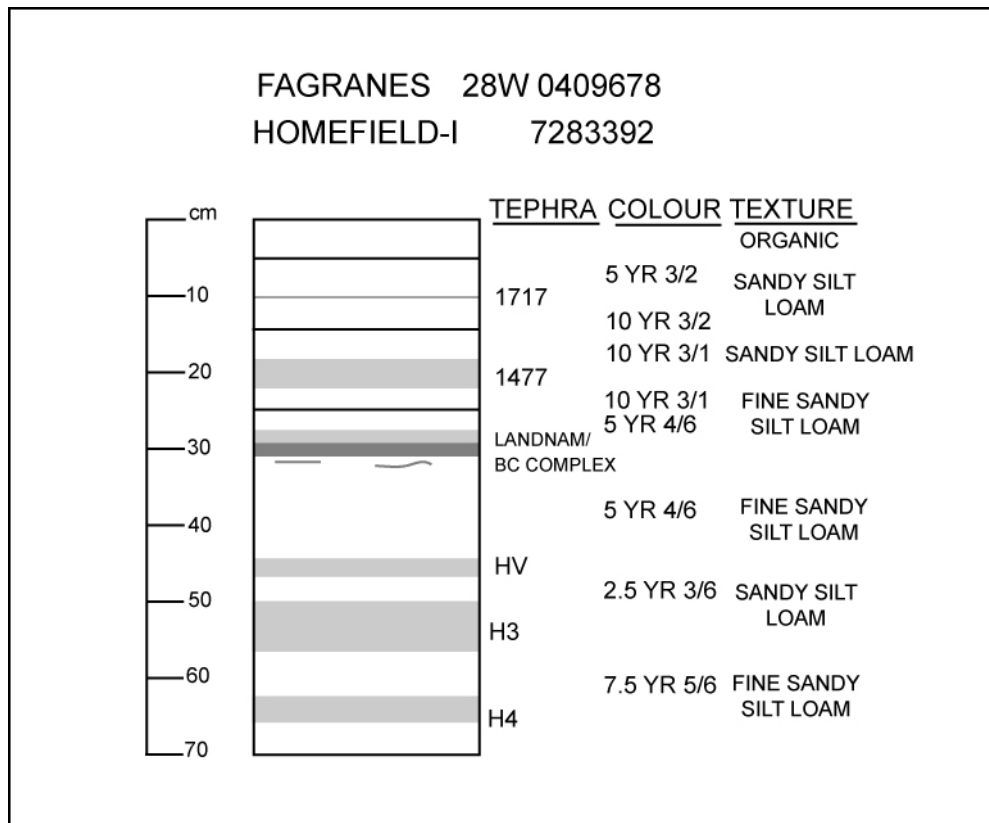 FAGRANES 28W 0409678
HOMEFIELD-I 7283392
cm
TEPHRA COLOUR TEXTURE
ORGANIC
5 YR 3/2 SANDY SILT
10 1717 LOAM
10 YR 3/2
10 YR 3/1 SANDY SILT LOAM
20 1477
10 YR 3/1 FINE SANDY
5 YR 4/6 SILT LOAM
30 LANDNAM/
BC COMPLEX
5 YR 4/6 FINE SANDY
40 SILT LOAM
HV
50 2.5 YR 3/6 SANDY SILT
LOAM
H3
60 7.5 YR 5/6 FINE SANDY
SILT LOAM
H4
70